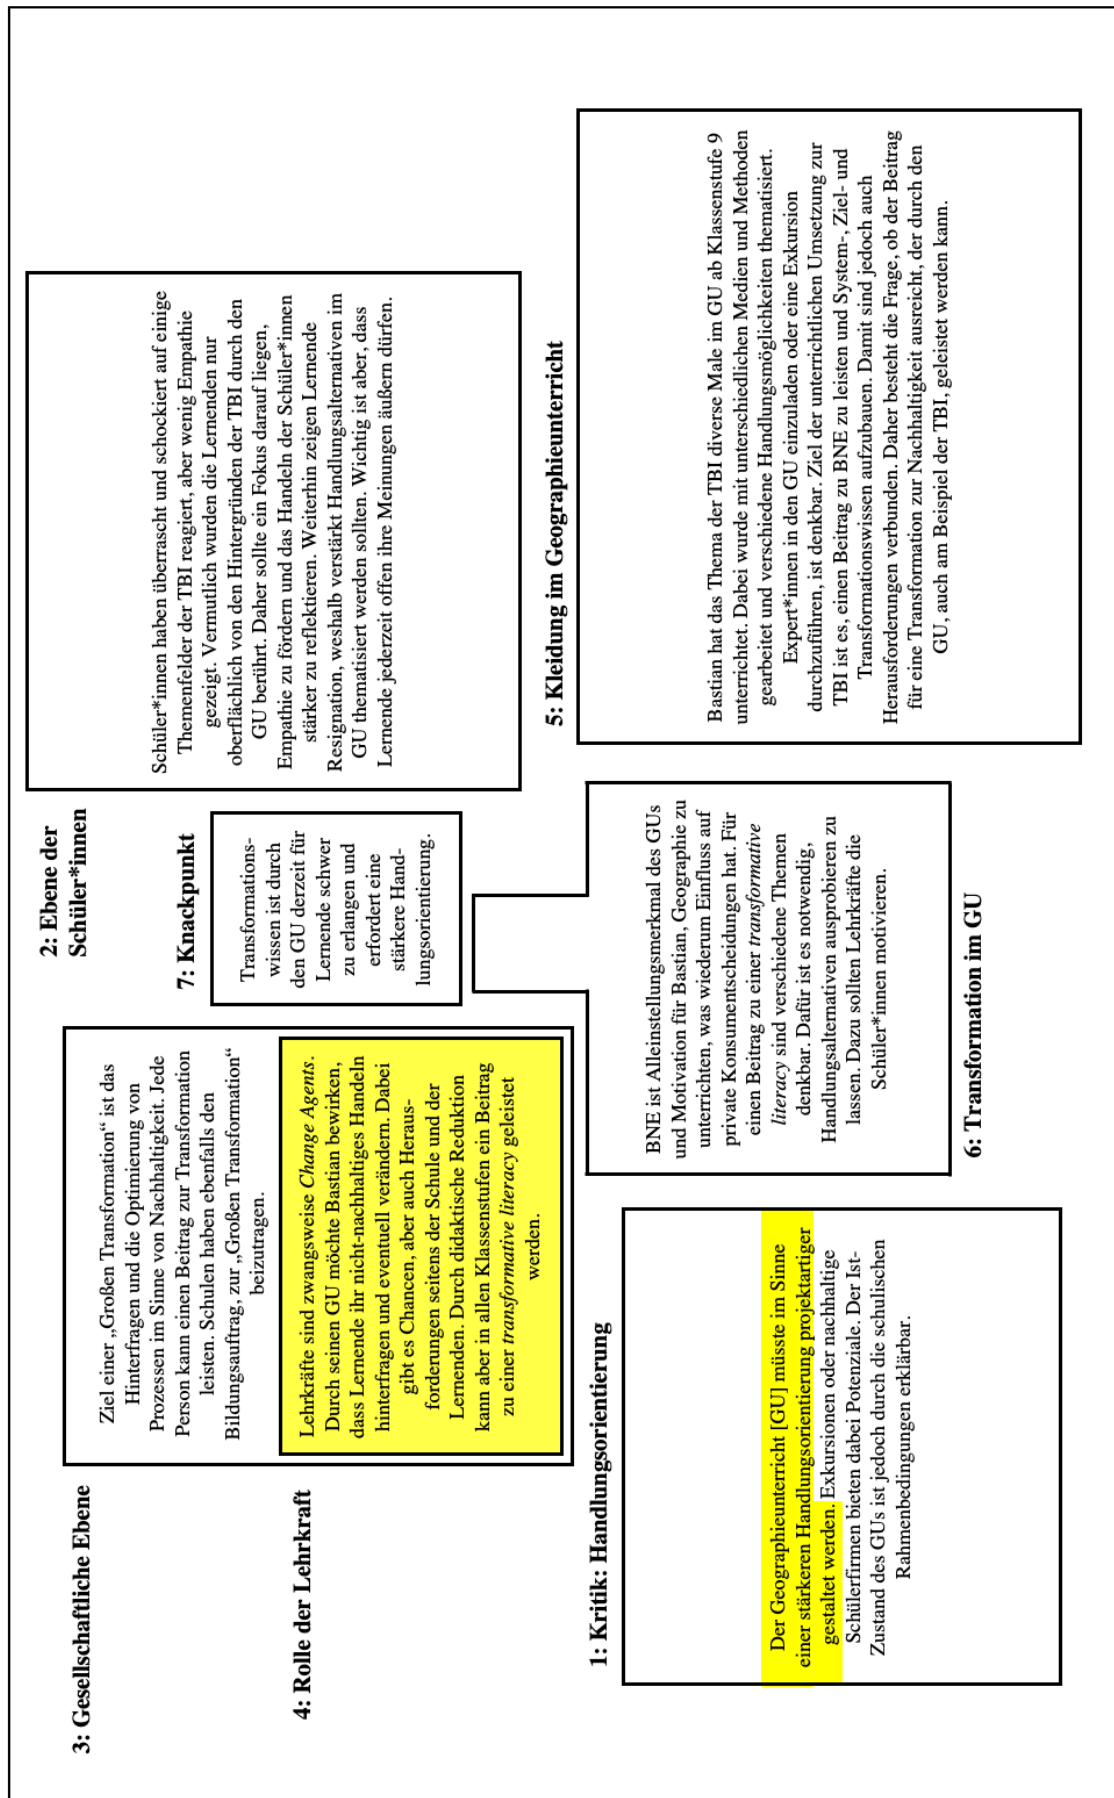 3: Gesellschaftliche Ebene
Ziel einer „Großen Transformation“ ist das
Hinterfragen und die Optimierung von
Prozessen im Sinne von Nachhaltigkeit. Jede
Person kann einen Beitrag zur Transformation
leisten. Schulen haben ebenfalls den
Bildungsauftrag, zur „Großen Transformation“
beizutragen.
4: Rolle der Lehrkraft
Lehrkräfte sind zwangsweise Change Agents.
Durch seinen GU möchte Bastian bewirken,
dass Lernende ihr nicht-nachhaltiges Handeln
hinterfragen und eventuell verändern. Dabei
gibt es Chancen, aber auch Heraus-
forderungen seitens der Schule und der
Lernenden. Durch didaktische Reduktion
kann aber in allen Klassenstufen ein Beitrag
zu einer transformative literacy geleistet
werden.
2: Ebene der
Schüler*innen
Schüler*innen haben überrascht und schockiert auf einige
Themenfelder der TBI reagiert, aber wenig Empathie
gezeigt. Vermutlich wurden die Lernenden nur
oberflächlich von den Hintergründen der TBI durch den
GU berührt. Daher sollte ein Fokus darauf liegen,
Empathie zu fördern und das Handeln der Schüler*innen
stärker zu reflektieren. Weiterhin zeigen Lernende
Resignation, weshalb verstärkt Handlungsalternativen im
GU thematisiert werden sollten. Wichtig ist aber, dass
Lernende jederzeit offen ihre Meinungen äußern dürfen.
7: Knackpunkt
Transformations-
wissen ist durch
den GU derzeit für
Lernende schwer
zu erlangen und
erfordert eine
stärkere Hand-
lungsorientierung.
1: Kritik: Handlungsorientierung
Der Geographieunterricht [GU] müsste im Sinne
einer stärkeren Handlungsorientierung projektartiger
gestaltet werden. Exkursionen oder nachhaltige
Schülerfirmen bieten dabei Potenziale. Der Ist-
Zustand des GUs ist jedoch durch die schulischen
Rahmenbedingungen erklärbar.
BNE ist Alleinstellungsmerkmal des GUs
und Motivation für Bastian, Geographie zu
unterrichten, was wiederum Einfluss auf
private Konsumentscheidungen hat. Für
einen Beitrag zu einer transformative
literacy sind verschiedene Themen
denkbar. Dafür ist es notwendig,
Handlungsalternativen ausprobieren zu
lassen. Dazu sollten Lehrkräfte die
Schüler*innen motivieren.
6: Transformation im GU
5: Kleidung im Geographieunterricht
Bastian hat das Thema der TBI diverse Male im GU ab Klassenstufe 9
unterrichtet. Dabei wurde mit unterschiedlichen Medien und Methoden
gearbeitet und verschiedene Handlungsmöglichkeiten thematisiert.
Expert*innen in den GU einzuladen oder eine Exkursion
durchzuführen, ist denkbar. Ziel der unterrichtlichen Umsetzung zur
TBI ist es, einen Beitrag zu BNE zu leisten und System-, Ziel- und
Transformationswissen aufzubauen. Damit sind jedoch auch
Herausforderungen verbunden. Daher besteht die Frage, ob der Beitrag
für eine Transformation zur Nachhaltigkeit ausreicht, der durch den
GU, auch am Beispiel der TBI, geleistet werden kann.